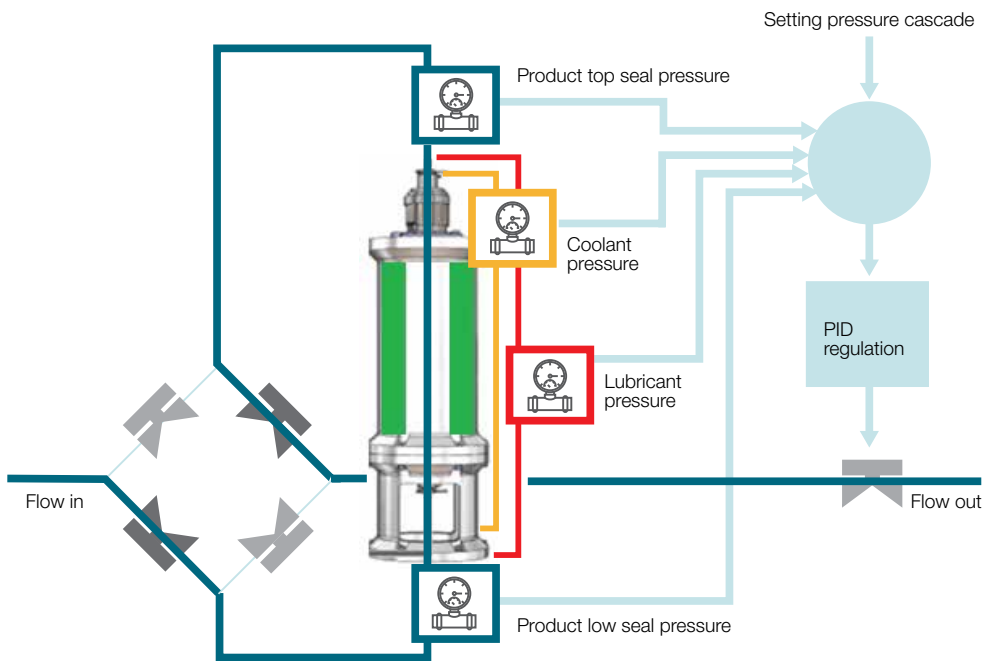 Setting pressure cascade
Product top seal pressure
Coolant
pressure
PID
regulation
Lubricant
pressure
Flow in
Flow out
Product low seal pressure